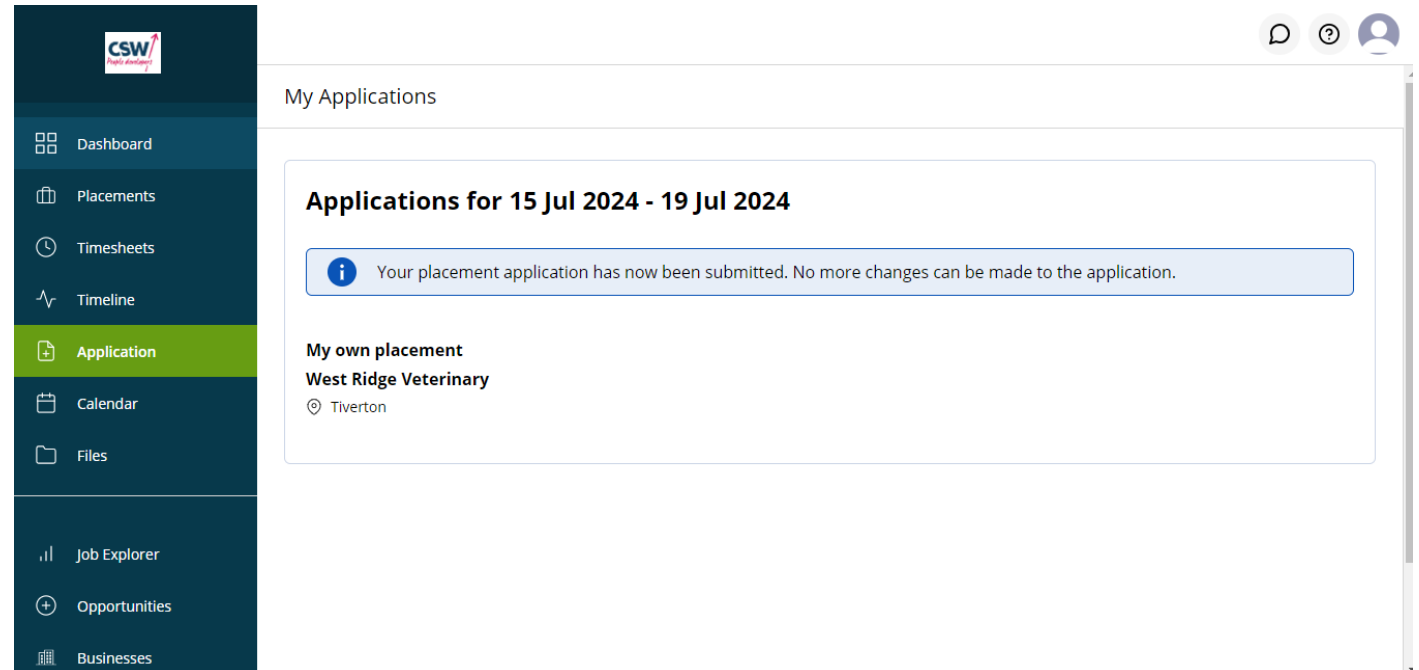 CSW
People developers
My Applications
Dashboard
Placements
Timesheets
Timeline
Application
Calendar
Files
Job Explorer
Opportunities
Businesses
Applications for 15 Jul 2024 - 19 Jul 2024
Your placement application has now been submitted. No more changes can be made to the application.
My own placement
West Ridge Veterinary
Tiverton